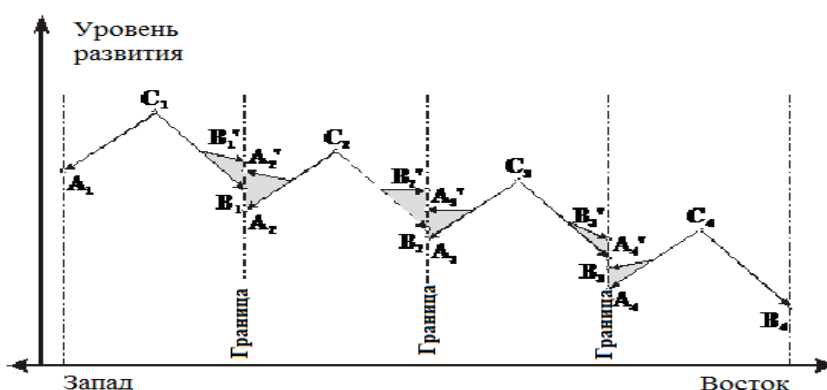 Уровень
развития
C₁
B₁'
A₂'
C₂
A₁
B₁
A₂
B₂'
A₃'
C₃
B₂
A₃
B₃'
A₄'
C₄
B₃
A₄
B₄
Граница
Граница
Граница
Запад
Восток